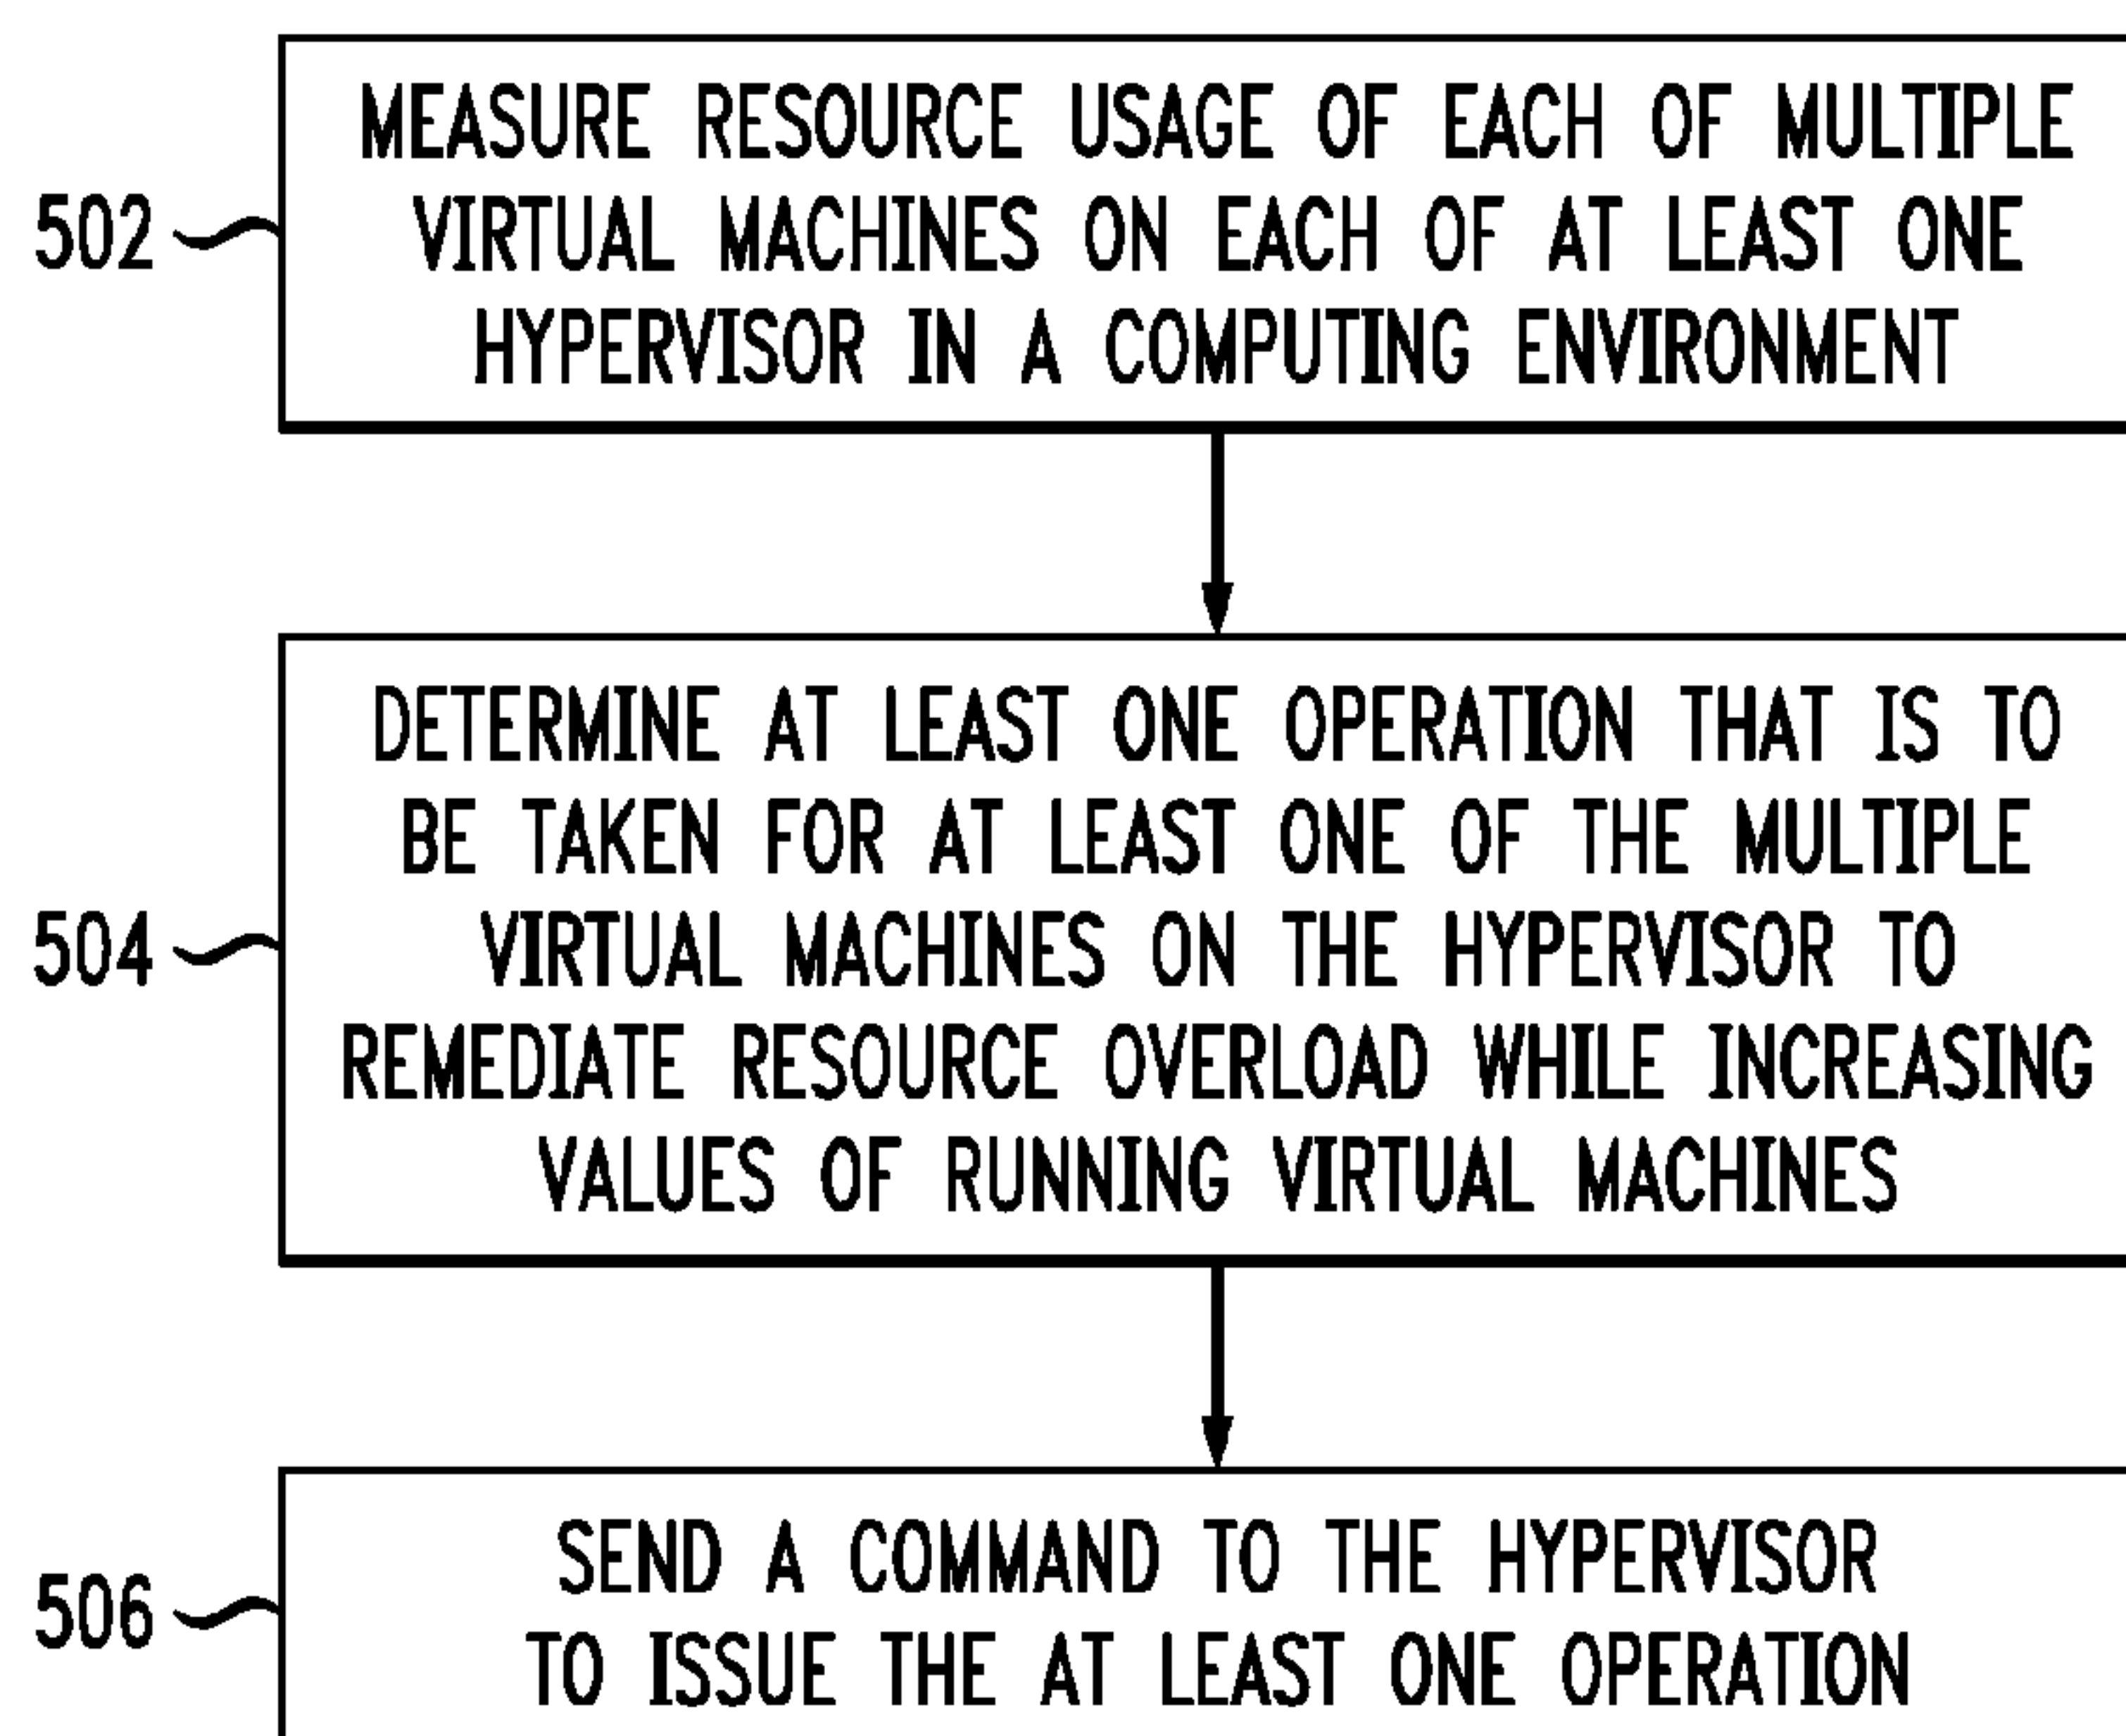 MEASURE RESOURCE USAGE OF EACH OF MULTIPLE
502 VIRTUAL MACHINES ON EACH OF AT LEAST ONE
HYPERVISOR IN A COMPUTING ENVIRONMENT
DETERMINE AT LEAST ONE OPERATION THAT IS TO
BE TAKEN FOR AT LEAST ONE OF THE MULTIPLE
504 VIRTUAL MACHINES ON THE HYPERVISOR TO
REMEDIATE RESOURCE OVERLOAD WHILE INCREASING
VALUES OF RUNNING VIRTUAL MACHINES
SEND A COMMAND TO THE HYPERVISOR
506
TO ISSUE THE AT LEAST ONE OPERATION